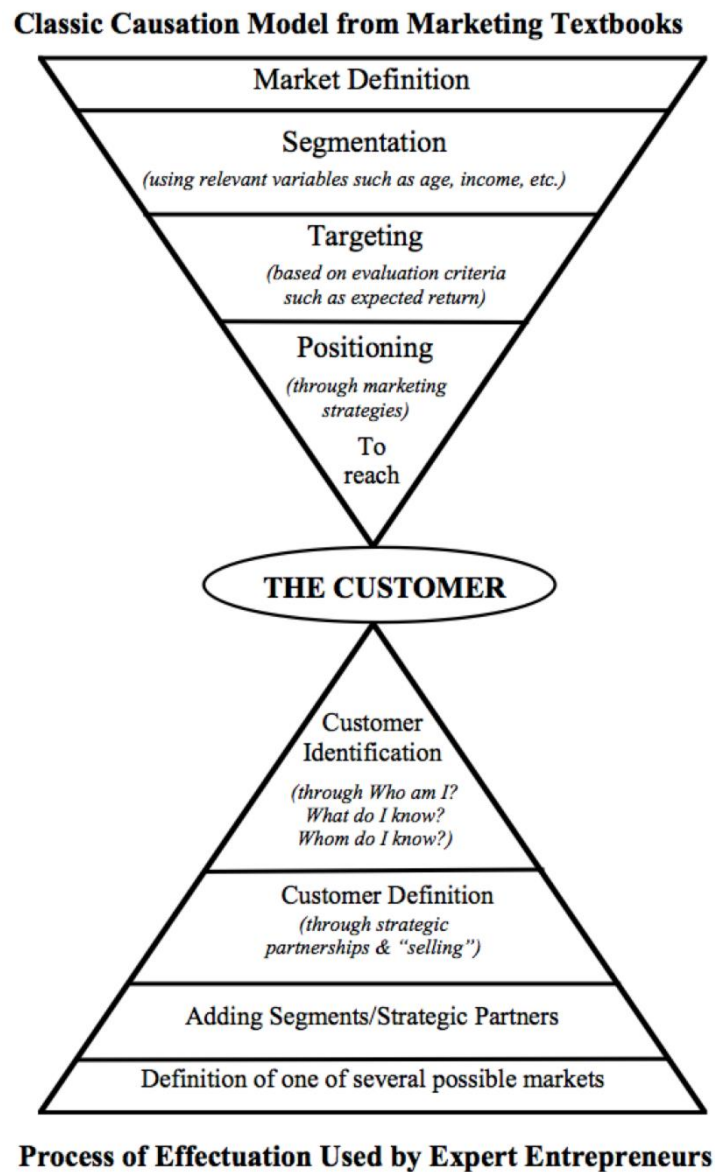 Classic Causation Model from Marketing Textbooks
Market Definition
Segmentation
(using relevant variables such as age, income, etc.)
Targeting
(based on evaluation criteria
such as expected return)
Positioning
(through marketing
strategies)
To
reach
THE CUSTOMER
Customer
Identification
(through Who am I?
What do I know?
Whom do I know?)
Customer Definition
(through strategic
partnerships & “selling”)
Adding Segments/Strategic Partners
Definition of one of several possible markets
Process of Effectuation Used by Expert Entrepreneurs